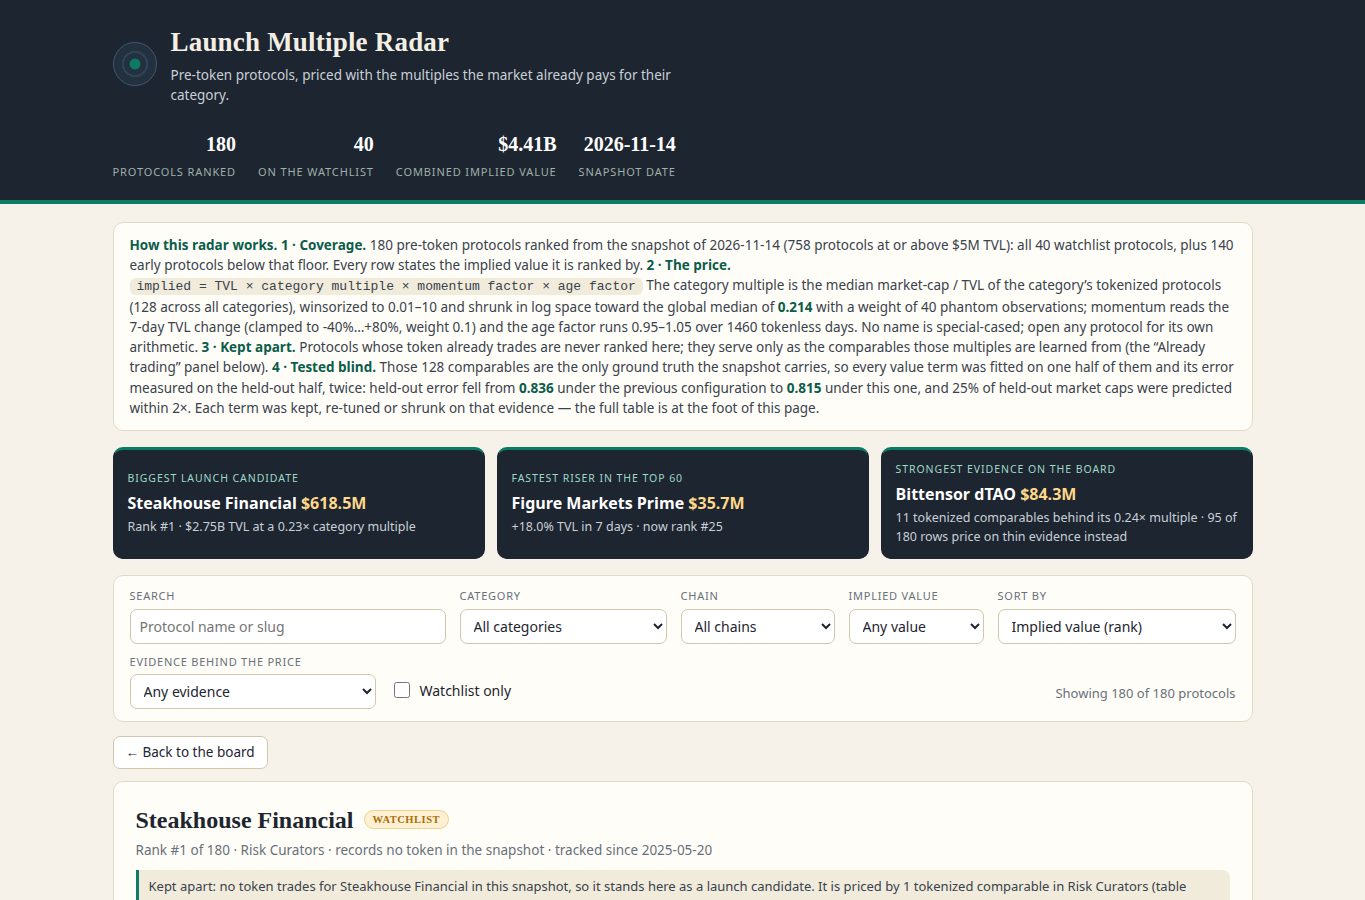 Launch Multiple Radar
Pre-token protocols, priced with the multiples the market already pays for their
category.
180
PROTOCOLS RANKED
40
ON THE WATCHLIST
$4.41B
COMBINED IMPLIED VALUE
2026-11-14
SNAPSHOT DATE
How this radar works. 1 · Coverage. 180 pre-token protocols ranked from the snapshot of 2026-11-14 (758 protocols at or above $5M TVL): all 40 watchlist protocols, plus 140
early protocols below that floor. Every row states the implied value it is ranked by. 2 · The price.
implied = TVL × category multiple × momentum factor × age factor The category multiple is the median market-cap / TVL of the category’s tokenized protocols
(128 across all categories), winsorized to 0.01–10 and shrunk in log space toward the global median of 0.214 with a weight of 40 phantom observations; momentum reads the
7-day TVL change (clamped to -40%…+80%, weight 0.1) and the age factor runs 0.95–1.05 over 1460 tokenless days. No name is special-cased; open any protocol for its own
arithmetic. 3 · Kept apart. Protocols whose token already trades are never ranked here; they serve only as the comparables those multiples are learned from (the “Already
trading” panel below). 4 · Tested blind. Those 128 comparables are the only ground truth the snapshot carries, so every value term was fitted on one half of them and its error
measured on the held-out half, twice: held-out error fell from 0.836 under the previous configuration to 0.815 under this one, and 25% of held-out market caps were predicted
within 2×. Each term was kept, re-tuned or shrunk on that evidence — the full table is at the foot of this page.
BIGGEST LAUNCH CANDIDATE
Steakhouse Financial $618.5M
Rank #1 · $2.75B TVL at a 0.23× category multiple
FASTEST RISER IN THE TOP 60
Figure Markets Prime $35.7M
+18.0% TVL in 7 days · now rank #25
STRONGEST EVIDENCE ON THE BOARD
Bittensor dTAO $84.3M
11 tokenized comparables behind its 0.24× multiple · 95 of
180 rows price on thin evidence instead
SEARCH
Protocol name or slug
CATEGORY
All categories
CHAIN
All chains
IMPLIED VALUE
Any value
SORT BY
Implied value (rank)
EVIDENCE BEHIND THE PRICE
Any evidence
Watchlist only
Showing 180 of 180 protocols
← Back to the board
Steakhouse Financial WATCHLIST
Rank #1 of 180 · Risk Curators · records no token in the snapshot · tracked since 2025-05-20
Kept apart: no token trades for Steakhouse Financial in this snapshot, so it stands here as a launch candidate. It is priced by 1 tokenized comparable in Risk Curators (table